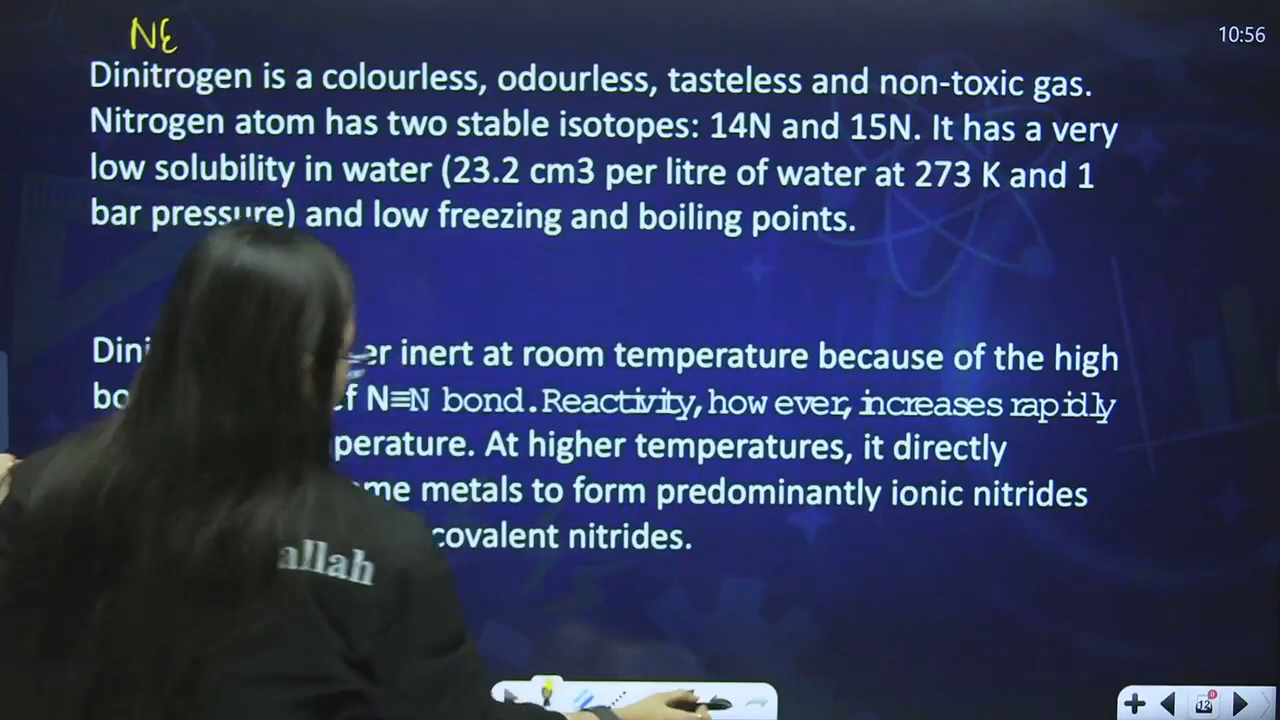 NE
10:56
Dinitrogen is a colourless, odourless, tasteless and non-toxic gas.
Nitrogen atom has two stable isotopes: 14N and 15N. It has a very
low solubility in water (23.2 cm3 per litre of water at 273 K and 1
bar pressure) and low freezing and boiling points.
er inert at room temperature because of the high
of N≡N bond. Reactivity, however, increases rapidly
perature. At higher temperatures, it directly
me metals to form predominantly ionic nitrides
covalent nitrides.
allah
12
0